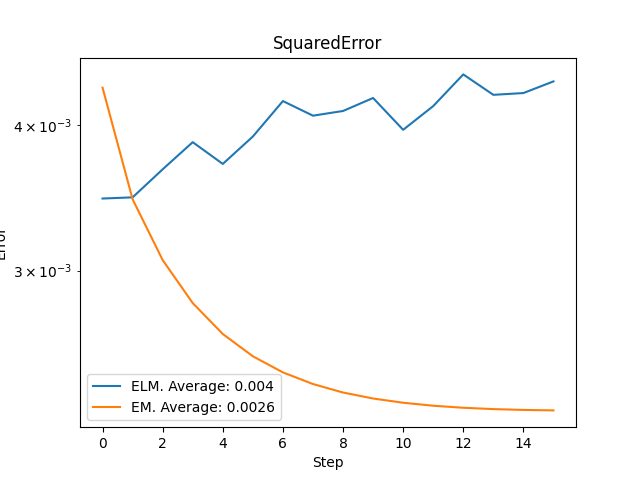 SquaredError
4 × 10⁻³
3 × 10⁻³
Error
ELM. Average: 0.004
EM. Average: 0.0026
0 2 4 6 8 10 12 14
Step